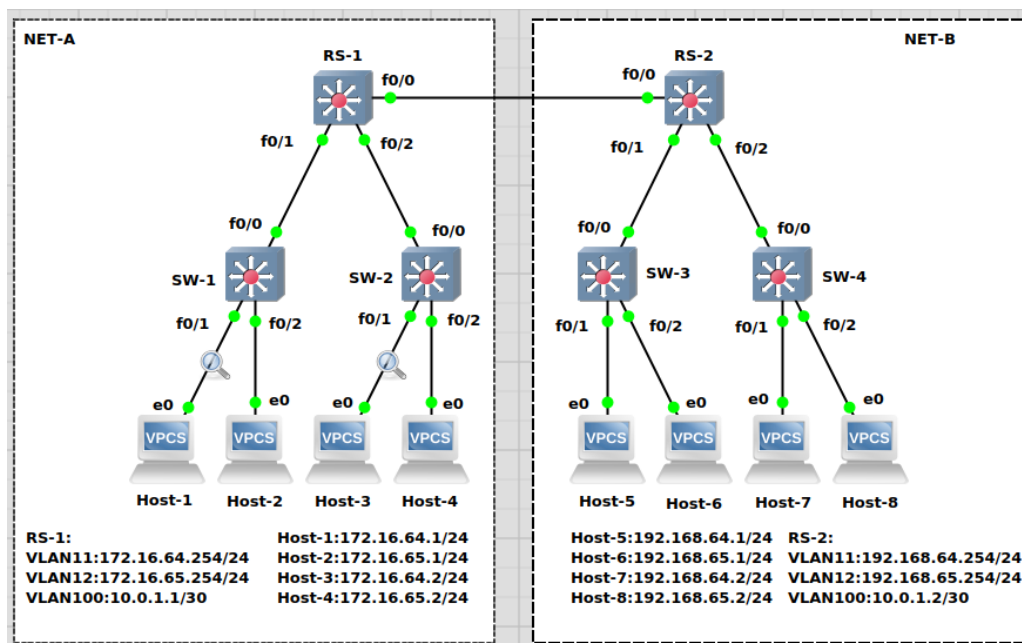 NET-A
NET-B
RS-1
RS-2
f0/0
f0/0
f0/1
f0/2
f0/1
f0/2
f0/0
f0/0
f0/0
f0/0
SW-1
SW-2
SW-3
SW-4
f0/1
f0/2
f0/1
f0/2
f0/1
f0/2
f0/1
f0/2
e0
e0
e0
e0
e0
e0
e0
e0
VPCS
VPCS
VPCS
VPCS
VPCS
VPCS
VPCS
VPCS
Host-1
Host-2
Host-3
Host-4
Host-5
Host-6
Host-7
Host-8
RS-1:
VLAN11:172.16.64.254/24
VLAN12:172.16.65.254/24
VLAN100:10.0.1.1/30
Host-1:172.16.64.1/24
Host-2:172.16.65.1/24
Host-3:172.16.64.2/24
Host-4:172.16.65.2/24
Host-5:192.168.64.1/24
Host-6:192.168.65.1/24
Host-7:192.168.64.2/24
Host-8:192.168.65.2/24
RS-2:
VLAN11:192.168.64.254/24
VLAN12:192.168.65.254/24
VLAN100:10.0.1.2/30